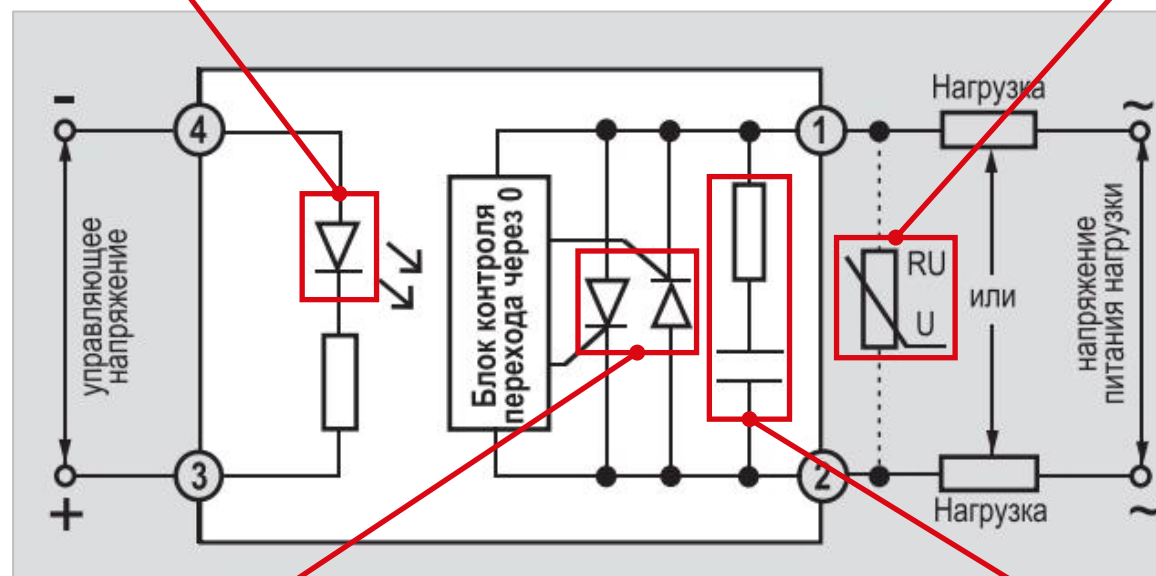 Нагрузка
-
4
1
~
~
управляющее
напряжение
Блок контроля
перехода через 0
RU
U
или
напряжение
питания нагрузки
3
2
+
Нагрузка